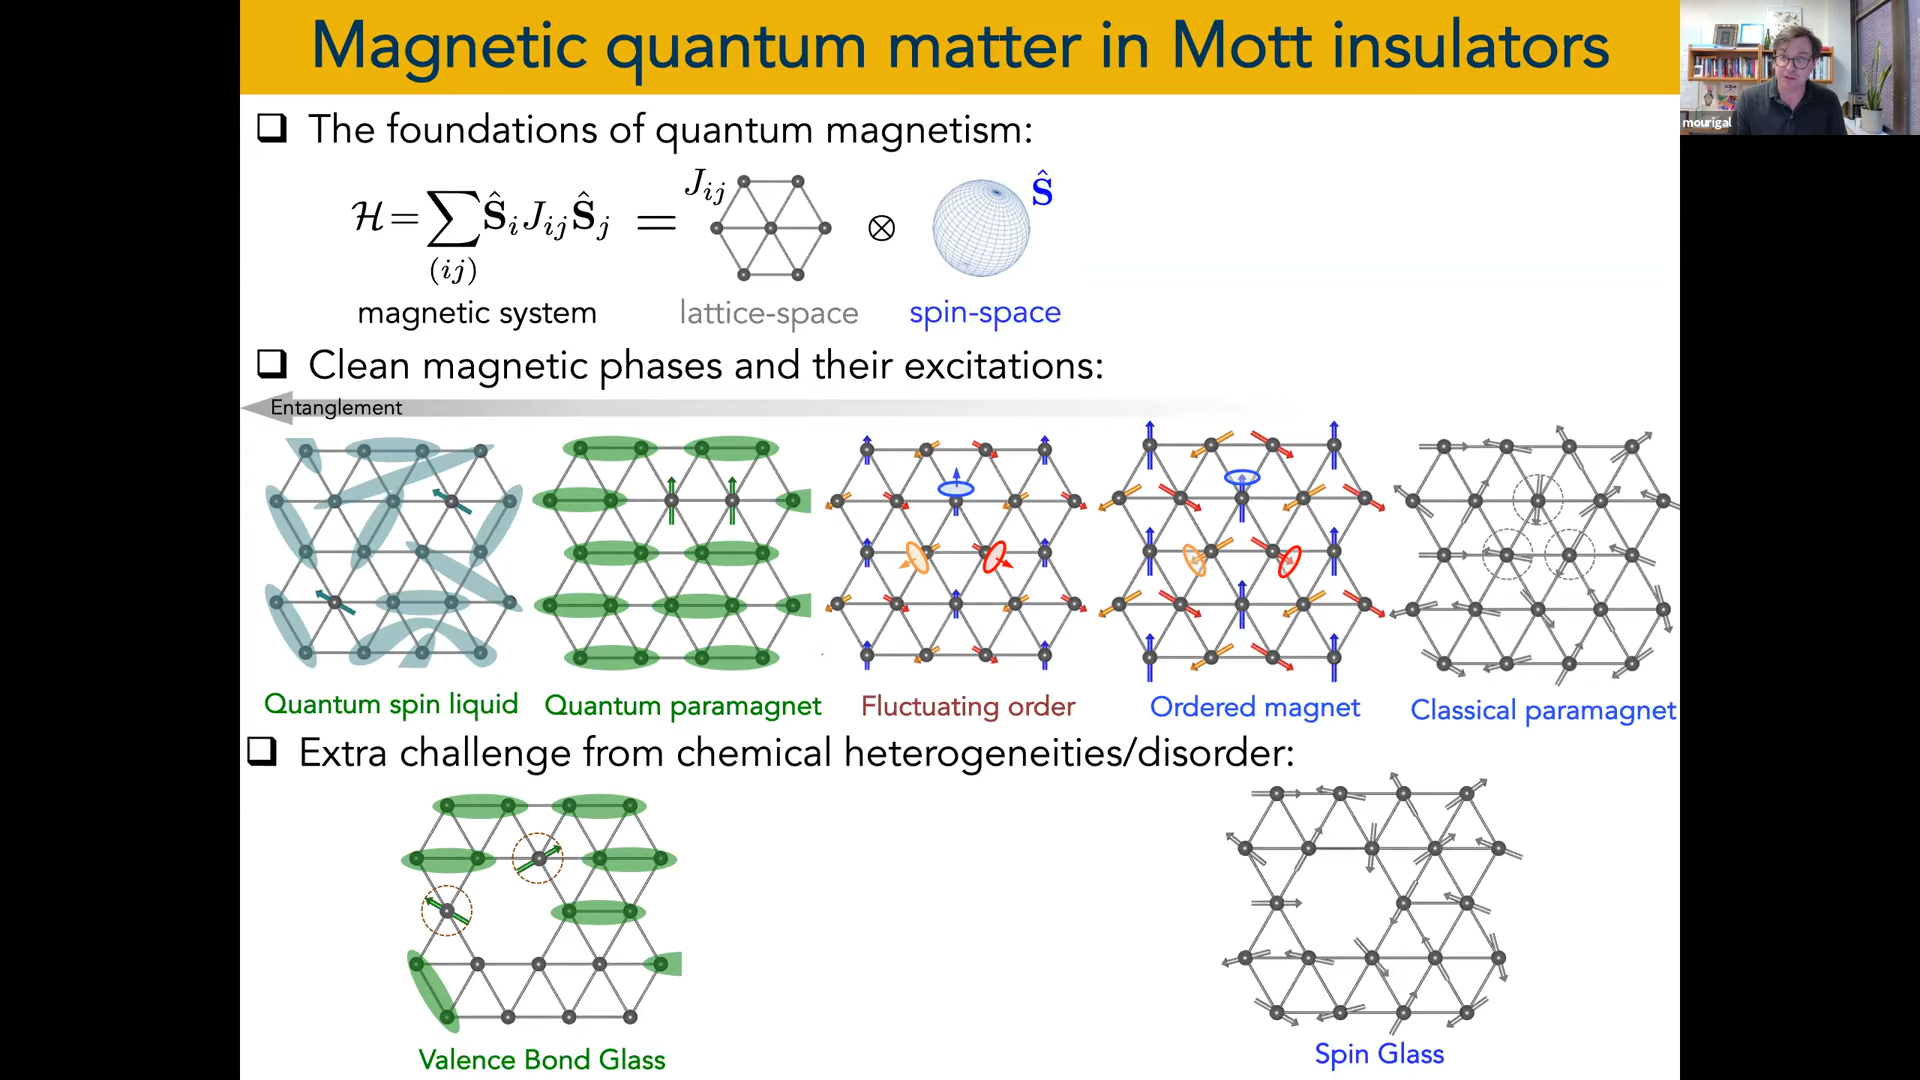 Magnetic quantum matter in Mott insulators
mourigal
❑ The foundations of quantum magnetism:
ℋ = ∑ Ŝᵢ Jᵢⱼ Ŝⱼ = Jᵢⱼ ⊗ Ŝ
(ij)
magnetic system lattice-space spin-space
❑ Clean magnetic phases and their excitations:
Entanglement
Quantum spin liquid Quantum paramagnet Fluctuating order Ordered magnet Classical paramagnet
❑ Extra challenge from chemical heterogeneities/disorder:
Valence Bond Glass Spin Glass